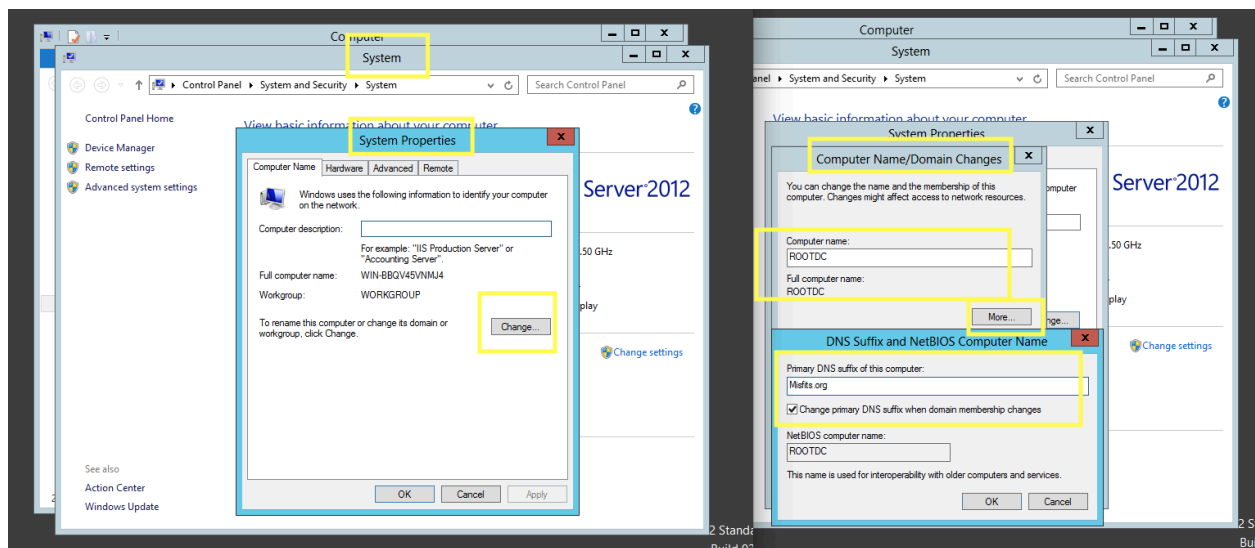 Computer
System
Control Panel
System and Security
System
Search Control Panel
Control Panel Home
Device Manager
Remote settings
Advanced system settings
View basic information about your computer
System Properties
Computer Name
Hardware
Advanced
Remote
Windows uses the following information to identify your computer
on the network.
Computer description:
For example: "IIS Production Server" or
"Accounting Server".
Full computer name:
WIN-BBQV45VNMJ4
Workgroup:
WORKGROUP
To rename this computer or change its domain or
workgroup, click Change.
Change...
OK
Cancel
Apply
Server 2012
.50 GHz
play
Change settings
See also
Action Center
Windows Update
2 Standa
Computer
System
anel
System and Security
System
Search Control Panel
View basic information about your computer
System Properties
Computer Name/Domain Changes
You can change the name and the membership of this
computer. Changes might affect access to network resources.
omputer
Server 2012
Computer name:
ROOTDC
.50 GHz
Full computer name:
ROOTDC
play
More...
nge...
DNS Suffix and NetBIOS Computer Name
Change settings
Primary DNS suffix of this computer:
Misfits.org
Change primary DNS suffix when domain membership changes
NetBIOS computer name:
ROOTDC
This name is used for interoperability with older computers and services.
OK
Cancel
2 S
Bu